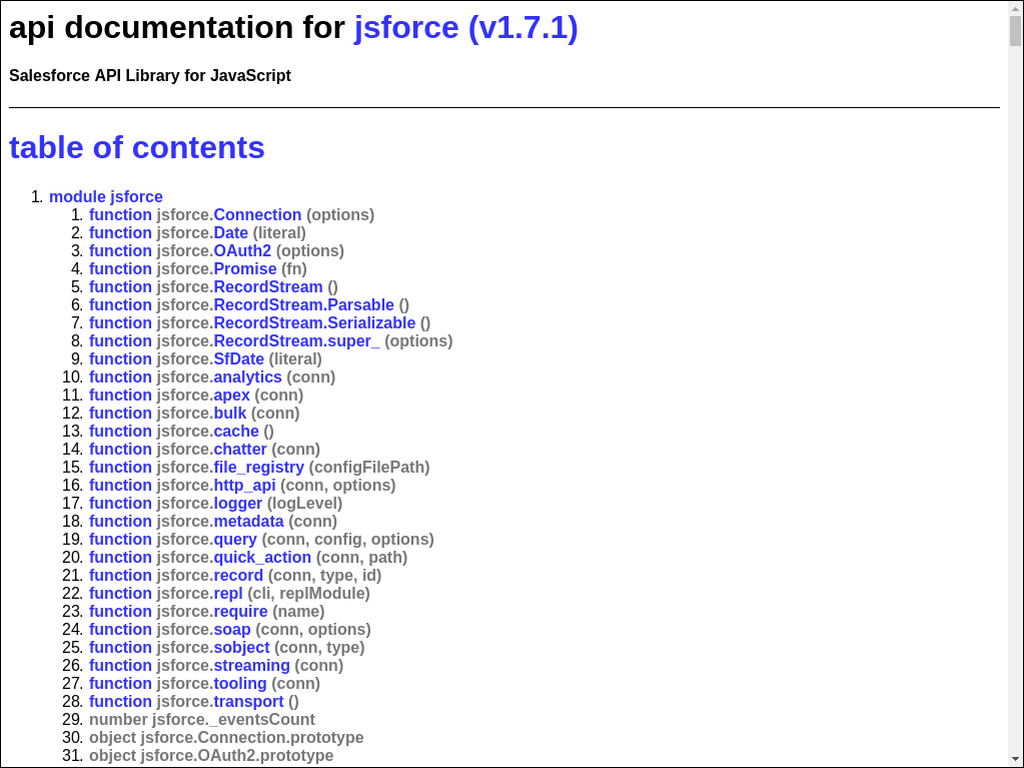 api documentation for jsforce (v1.7.1)
Salesforce API Library for JavaScript
table of contents
1. module jsforce
1. function jsforce.Connection (options)
2. function jsforce.Date (literal)
3. function jsforce.OAuth2 (options)
4. function jsforce.Promise (fn)
5. function jsforce.RecordStream ()
6. function jsforce.RecordStream.Parsable ()
7. function jsforce.RecordStream.Serializable ()
8. function jsforce.RecordStream.super_ (options)
9. function jsforce.SfDate (literal)
10. function jsforce.analytics (conn)
11. function jsforce.apex (conn)
12. function jsforce.bulk (conn)
13. function jsforce.cache ()
14. function jsforce.chatter (conn)
15. function jsforce.file_registry (configFilePath)
16. function jsforce.http_api (conn, options)
17. function jsforce.logger (logLevel)
18. function jsforce.metadata (conn)
19. function jsforce.query (conn, config, options)
20. function jsforce.quick_action (conn, path)
21. function jsforce.record (conn, type, id)
22. function jsforce.repl (cli, replModule)
23. function jsforce.require (name)
24. function jsforce.soap (conn, options)
25. function jsforce.sobject (conn, type)
26. function jsforce.streaming (conn)
27. function jsforce.tooling (conn)
28. function jsforce.transport ()
29. number jsforce._eventsCount
30. object jsforce.Connection.prototype
31. object jsforce.OAuth2.prototype